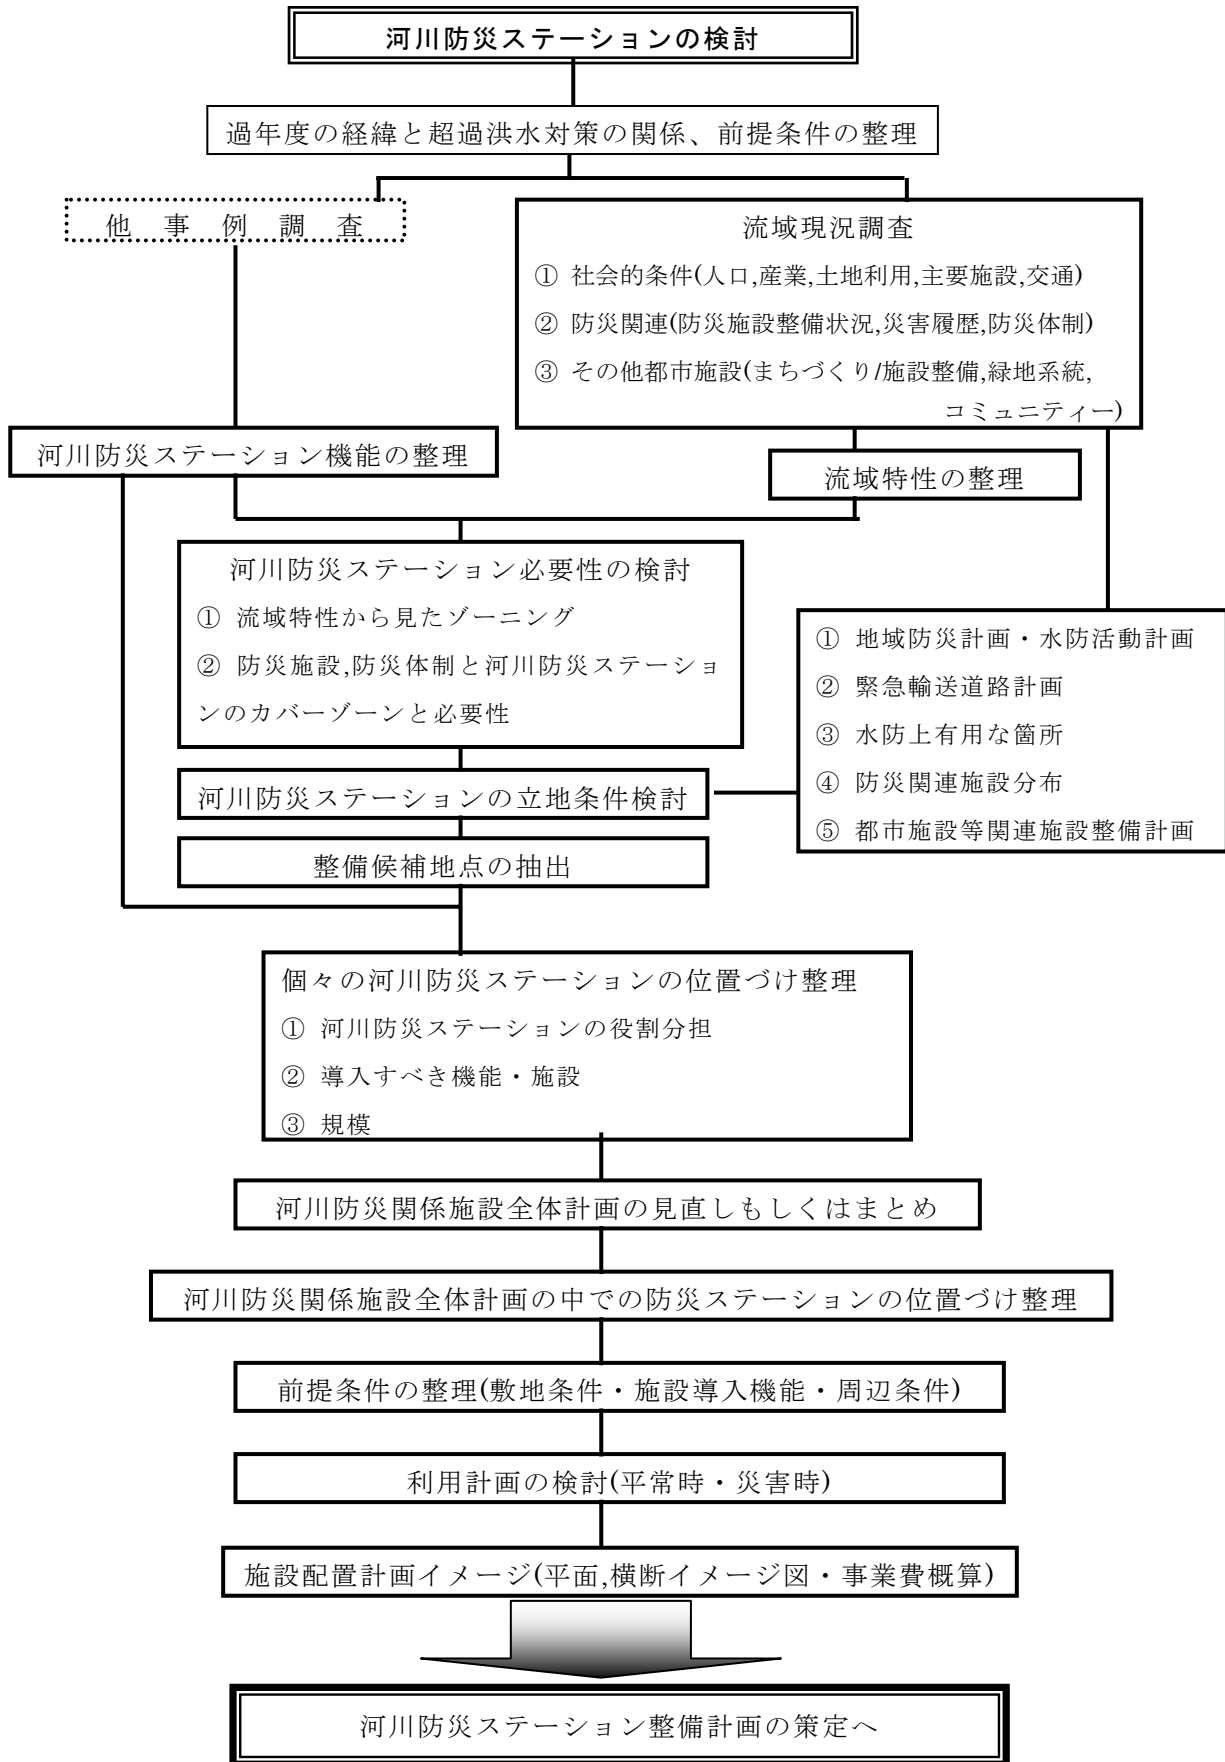 河川防災ステーションの検討
過年度の経緯と超過洪水対策の関係、前提条件の整理
他 事 例 調 査
流域現況調査
① 社会的条件(人口,産業,土地利用,主要施設,交通)
② 防災関連(防災施設整備状況,災害履歴,防災体制)
③ その他都市施設(まちづくり/施設整備,緑地系統,
コミュニティー)
河川防災ステーション機能の整理
流域特性の整理
河川防災ステーション必要性の検討
① 流域特性から見たゾーニング
② 防災施設,防災体制と河川防災ステーショ
ンのカバーゾーンと必要性
① 地域防災計画・水防活動計画
② 緊急輸送道路計画
③ 水防上有用な箇所
④ 防災関連施設分布
⑤ 都市施設等関連施設整備計画
河川防災ステーションの立地条件検討
整備候補地点の抽出
個々の河川防災ステーションの位置づけ整理
① 河川防災ステーションの役割分担
② 導入すべき機能・施設
③ 規模
河川防災関係施設全体計画の見直しもしくはまとめ
河川防災関係施設全体計画の中での防災ステーションの位置づけ整理
前提条件の整理(敷地条件・施設導入機能・周辺条件)
利用計画の検討(平常時・災害時)
施設配置計画イメージ(平面,横断イメージ図・事業費概算)
河川防災ステーション整備計画の策定へ